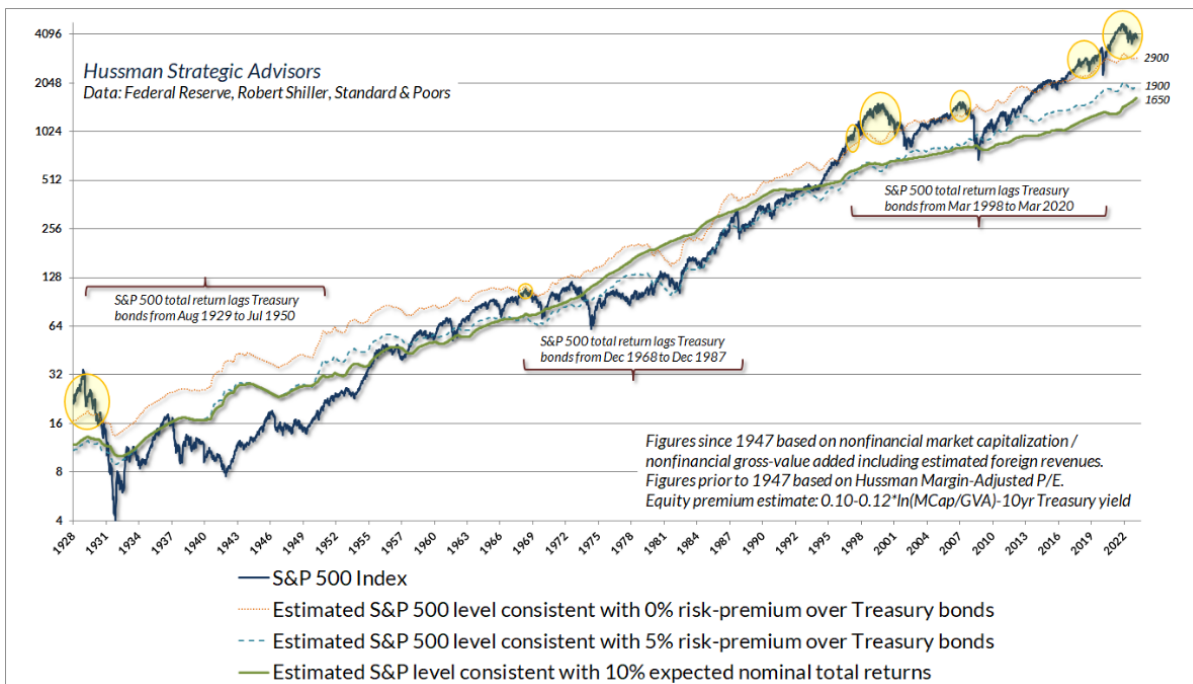 4096
2048
1024
512
256
128
64
32
16
8
4
Hussman Strategic Advisors
Data: Federal Reserve, Robert Shiller, Standard & Poors
2900
1900
1650
S&P 500 total return lags Treasury
bonds from Mar 1998 to Mar 2020
S&P 500 total return lags Treasury
bonds from Aug 1929 to Jul 1950
S&P 500 total return lags Treasury
bonds from Dec 1968 to Dec 1987
Figures since 1947 based on nonfinancial market capitalization /
nonfinancial gross-value added including estimated foreign revenues.
Figures prior to 1947 based on Hussman Margin-Adjusted P/E.
Equity premium estimate: 0.10-0.12*ln(MCap/GVA)-10yr Treasury yield
1928 1931 1934 1937 1940 1943 1946 1949 1951 1954 1957 1960 1963 1966 1969 1972 1975 1978 1981 1984 1986 1989 1992 1995 1998 2001 2004 2007 2010 2013 2016 2019 2022
S&P 500 Index
Estimated S&P 500 level consistent with 0% risk-premium over Treasury bonds
Estimated S&P 500 level consistent with 5% risk-premium over Treasury bonds
Estimated S&P level consistent with 10% expected nominal total returns